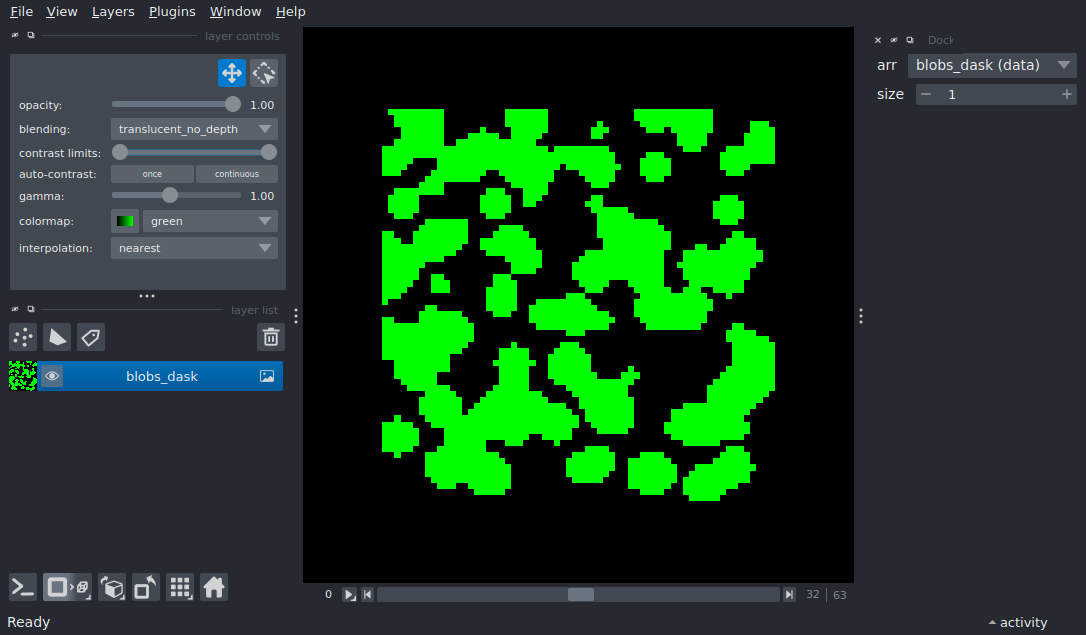 File View Layers Plugins Window Help
layer controls
opacity: 1.00
blending: translucent_no_depth
contrast limits:
auto-contrast: once continuous
gamma: 1.00
colormap: green
interpolation: nearest
layer list
blobs_dask
0 32 63
Dock
arr blobs_dask (data)
size 1
Ready activity